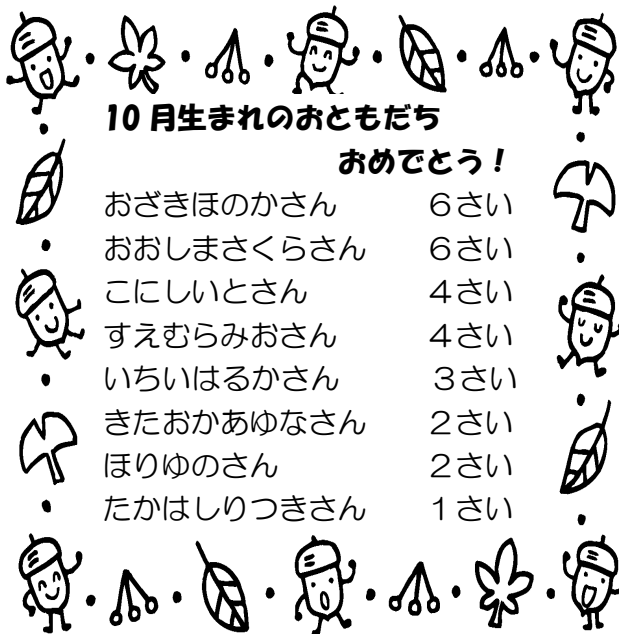 10月生まれのおともだち
おめでとう！
おざきほのかさん　６さい
おおしまさくらさん　６さい
こにしいとさん　４さい
すえむらみおさん　４さい
いちいはるかさん　３さい
きたおかあゆなさん　２さい
ほりゆのさん　２さい
たかはしりつきさん　１さい